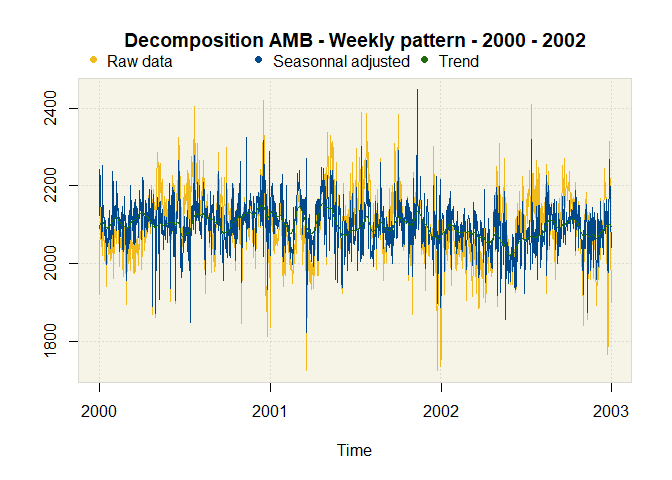 Decomposition AMB - Weekly pattern - 2000 - 2002
Raw data Seasonnal adjusted Trend
2400
2200
2000
1800
2000 2001 2002 2003
Time